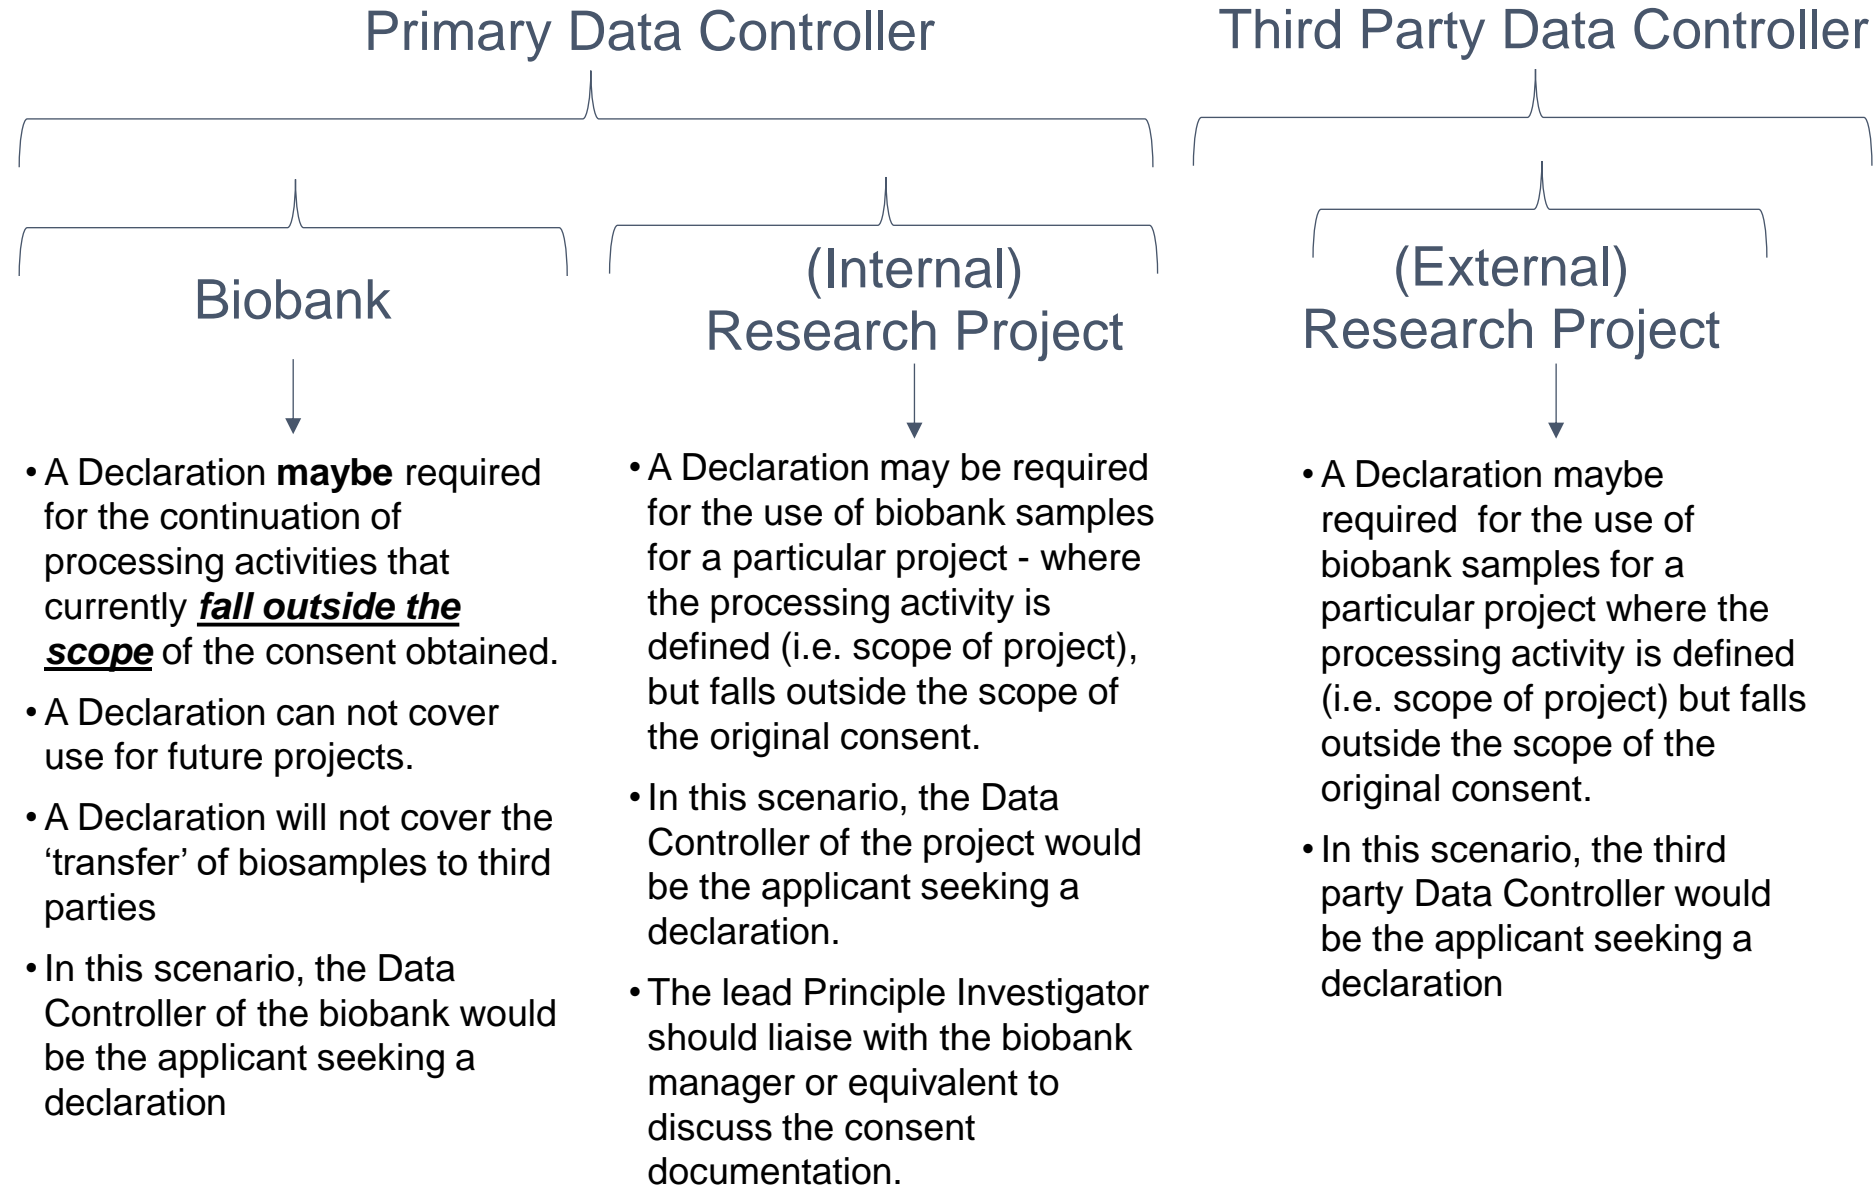 Primary Data Controller
Third Party Data Controller
Biobank
• A Declaration maybe required
for the continuation of
processing activities that
currently fall outside the
scope of the consent obtained.
• A Declaration can not cover
use for future projects.
• A Declaration will not cover the
‘transfer’ of biosamples to third
parties
• In this scenario, the Data
Controller of the biobank would
be the applicant seeking a
declaration
(Internal)
Research Project
• A Declaration may be required
for the use of biobank samples
for a particular project - where
the processing activity is
defined (i.e. scope of project),
but falls outside the scope of
the original consent.
• In this scenario, the Data
Controller of the project would
be the applicant seeking a
declaration.
• The lead Principle Investigator
should liaise with the biobank
manager or equivalent to
discuss the consent
documentation.
(External)
Research Project
• A Declaration maybe
required for the use of
biobank samples for a
particular project where the
processing activity is defined
(i.e. scope of project) but falls
outside the scope of the
original consent.
• In this scenario, the third
party Data Controller would
be the applicant seeking a
declaration